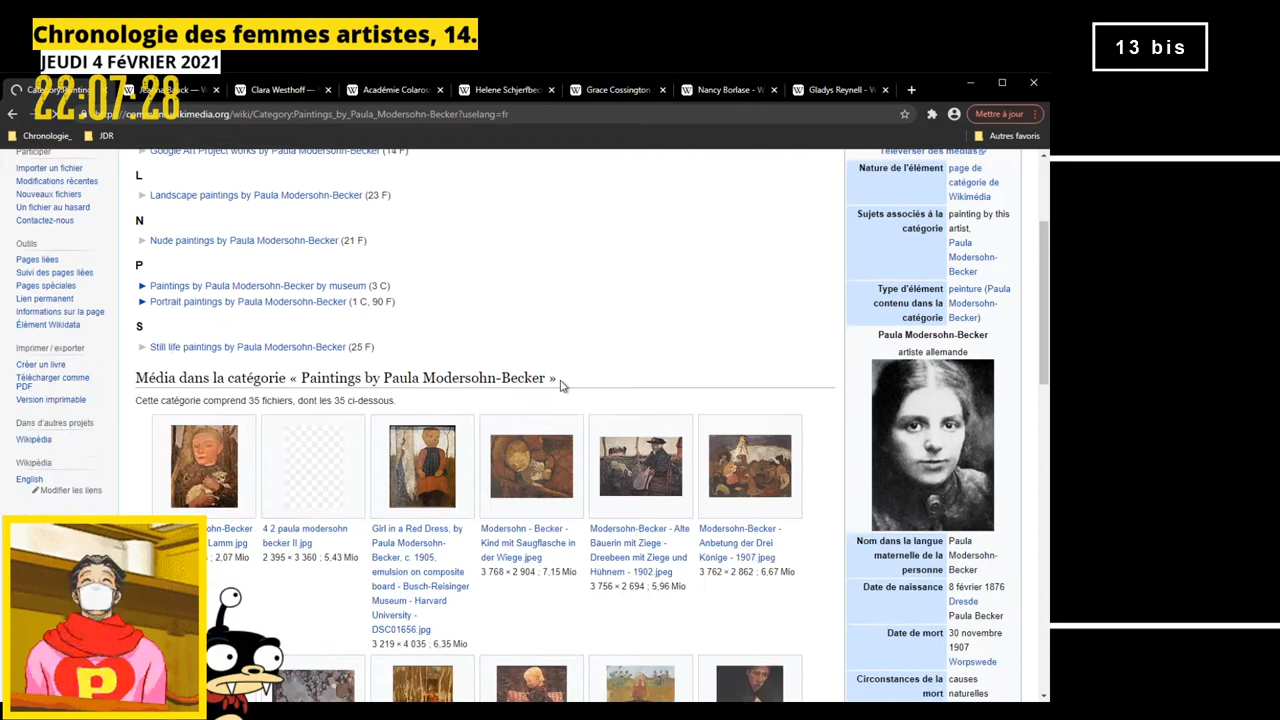 Chronologie des femmes artistes, 14.
JEUDI 4 FéVRIER 2021
22:07:28
13 bis
Clara Westhoff —
Académie Colaros
Helene Schjerfbec
Grace Cossington
Nancy Borlase - W
Gladys Reynell - W
wikimedia.org/wiki/Category:Paintings_by_Paula_Modersohn-Becker?uselang=fr
Mettre à jour
Chronologie_
JDR
Autres favoris
Participer
Importer un fichier
Modifications récentes
Nouveaux fichiers
Un fichier au hasard
Contactez-nous
Outils
Pages liées
Suivi des pages liées
Pages spéciales
Lien permanent
Informations sur la page
Élément Wikidata
Imprimer / exporter
Créer un livre
Télécharger comme
PDF
Version imprimable
Dans d'autres projets
Wikipédia
Wikipédia
English
Modifier les liens
Google Art Project works by Paula Modersohn-Becker (14 F)
L
Landscape paintings by Paula Modersohn-Becker (23 F)
N
Nude paintings by Paula Modersohn-Becker (21 F)
P
Paintings by Paula Modersohn-Becker by museum (3 C)
Portrait paintings by Paula Modersohn-Becker (1 C, 90 F)
S
Still life paintings by Paula Modersohn-Becker (25 F)
Média dans la catégorie « Paintings by Paula Modersohn-Becker »
Cette catégorie comprend 35 fichiers, dont les 35 ci-dessous.
ohn-Becker
Lamm.jpg
2,07 Mio
4 2 paula modersohn
becker II.jpg
2 395 × 3 360 ; 5,43 Mio
Girl in a Red Dress, by
Paula Modersohn-
Becker, c. 1905,
emulsion on composite
board - Busch-Reisinger
Museum - Harvard
University -
DSC01656.jpg
3 219 × 4 035 ; 6,35 Mio
Modersohn - Becker -
Kind mit Saugflasche in
der Wiege.jpeg
3 768 × 2 904 ; 7,15 Mio
Modersohn-Becker - Alte
Bäuerin mit Ziege -
Dreebeen mit Ziege und
Hühnern - 1902.jpeg
3 756 × 2 694 ; 5,96 Mio
Modersohn-Becker -
Anbetung der Drei
Könige - 1907.jpeg
3 762 × 2 862 ; 6,67 Mio
Téléverser des médias
Nature de l'élément
page de
catégorie de
Wikimédia
Sujets associés à la
catégorie
painting by this
artist,
Paula
Modersohn-
Becker
Type d'élément
contenu dans la
catégorie
peinture (Paula
Modersohn-
Becker)
Paula Modersohn-Becker
artiste allemande
Nom dans la langue
maternelle de la
personne
Paula
Modersohn-
Becker
Date de naissance
8 février 1876
Dresde
Paula Becker
Date de mort
30 novembre
1907
Worpswede
Circonstances de la
mort
causes
naturelles
P